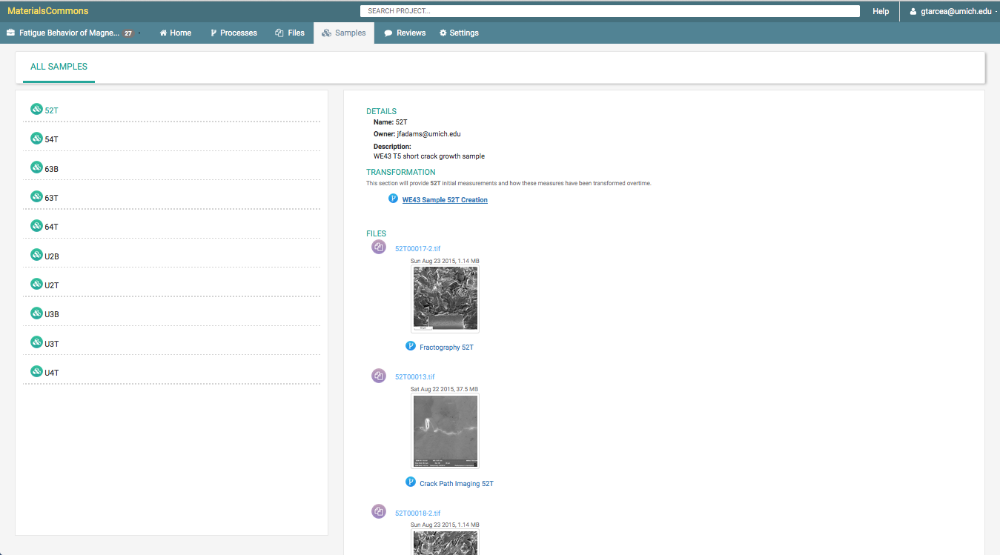 MaterialsCommons
SEARCH PROJECT...
Help
gtarcea@umich.edu
Fatigue Behavior of Magne... 27
Home
Processes
Files
Samples
Reviews
Settings
ALL SAMPLES
52T
54T
63B
63T
64T
U2B
U2T
U3B
U3T
U4T
DETAILS
Name: 52T
Owner: jfadams@umich.edu
Description:
WE43 T5 short crack growth sample
TRANSFORMATION
This section will provide 52T initial measurements and how these measures have been transformed overtime.
WE43 Sample 52T Creation
FILES
52T00017-2.tif
Sun Aug 23 2015, 1.14 MB
Fractography 52T
52T00013.tif
Sat Aug 22 2015, 37.5 MB
Crack Path Imaging 52T
52T00018-2.tif
Sun Aug 23 2015, 1.14 MB